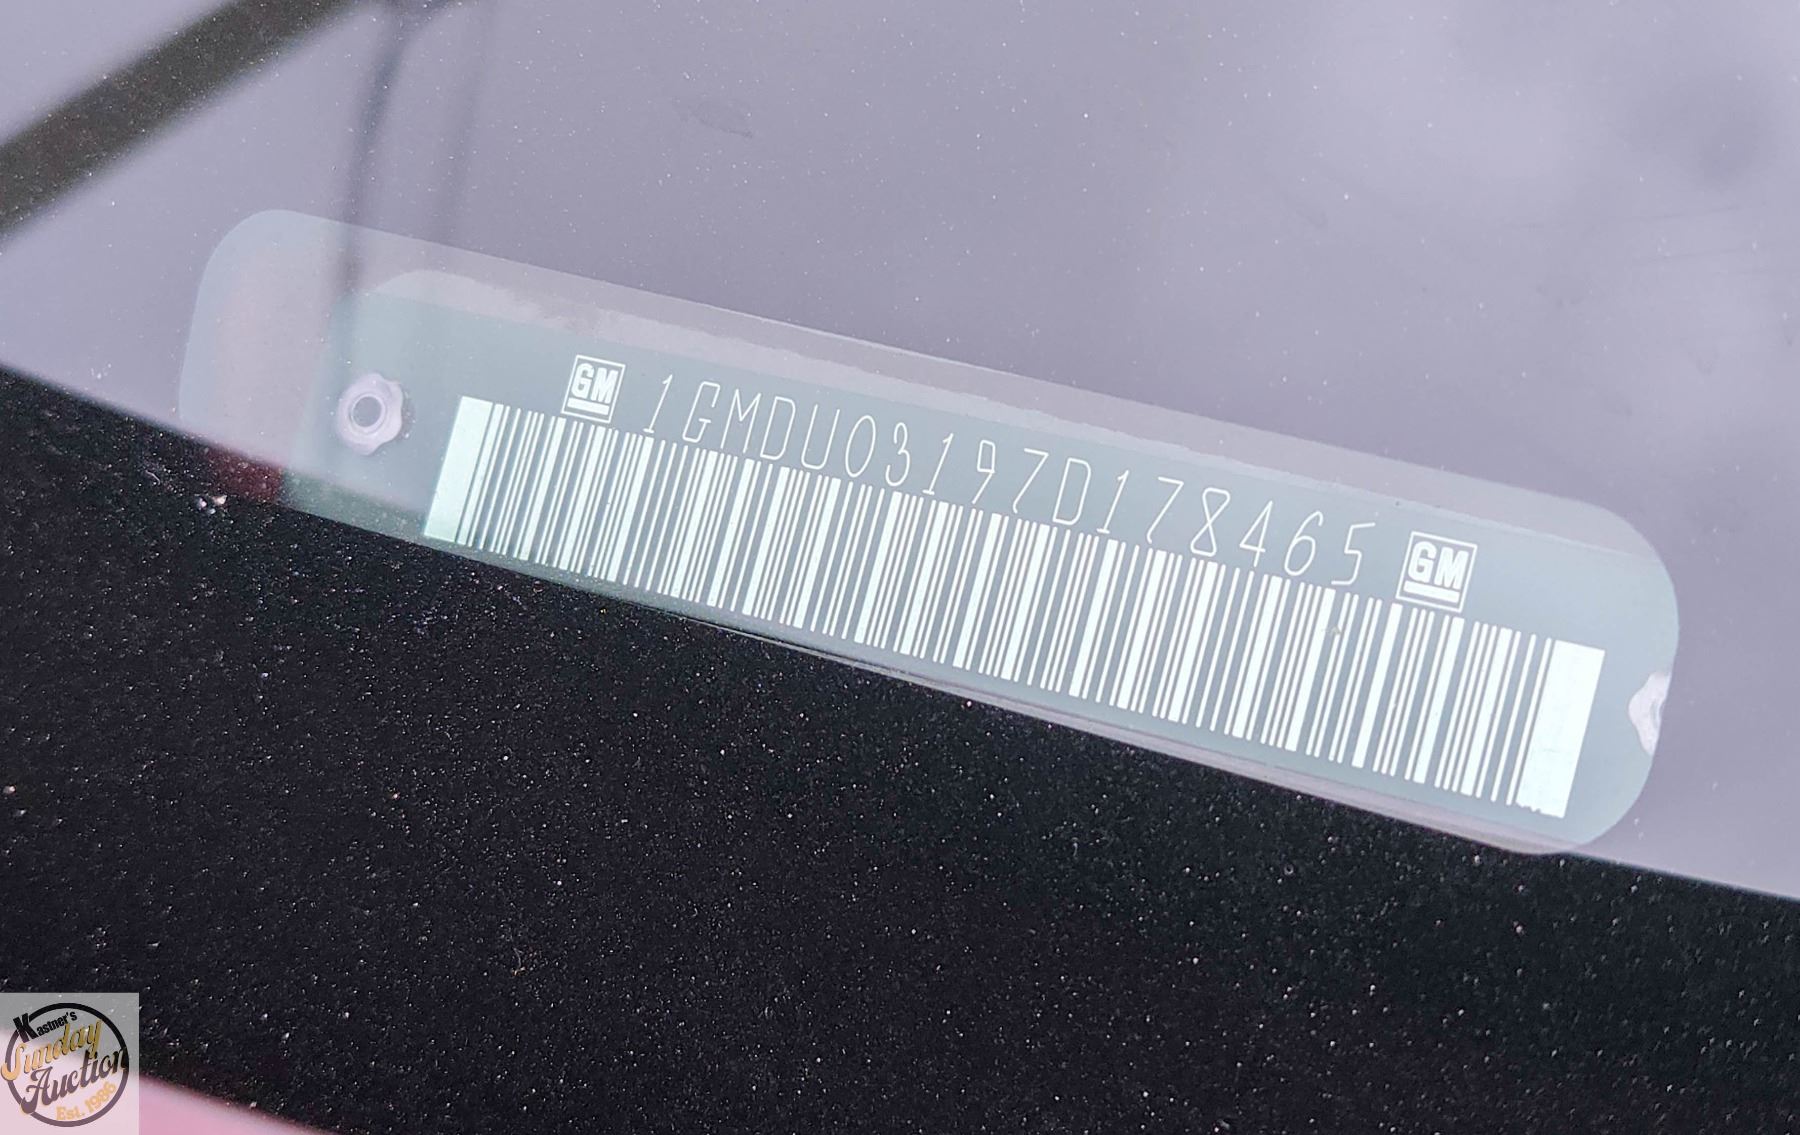 GM 1GMDU03197D178465 GM
Kastner's
Sunday
Auction
Est. 1986